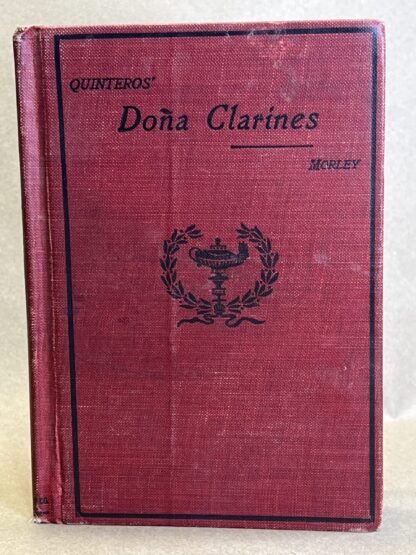 QUINTEROS'
Doña Clarines
MORLEY